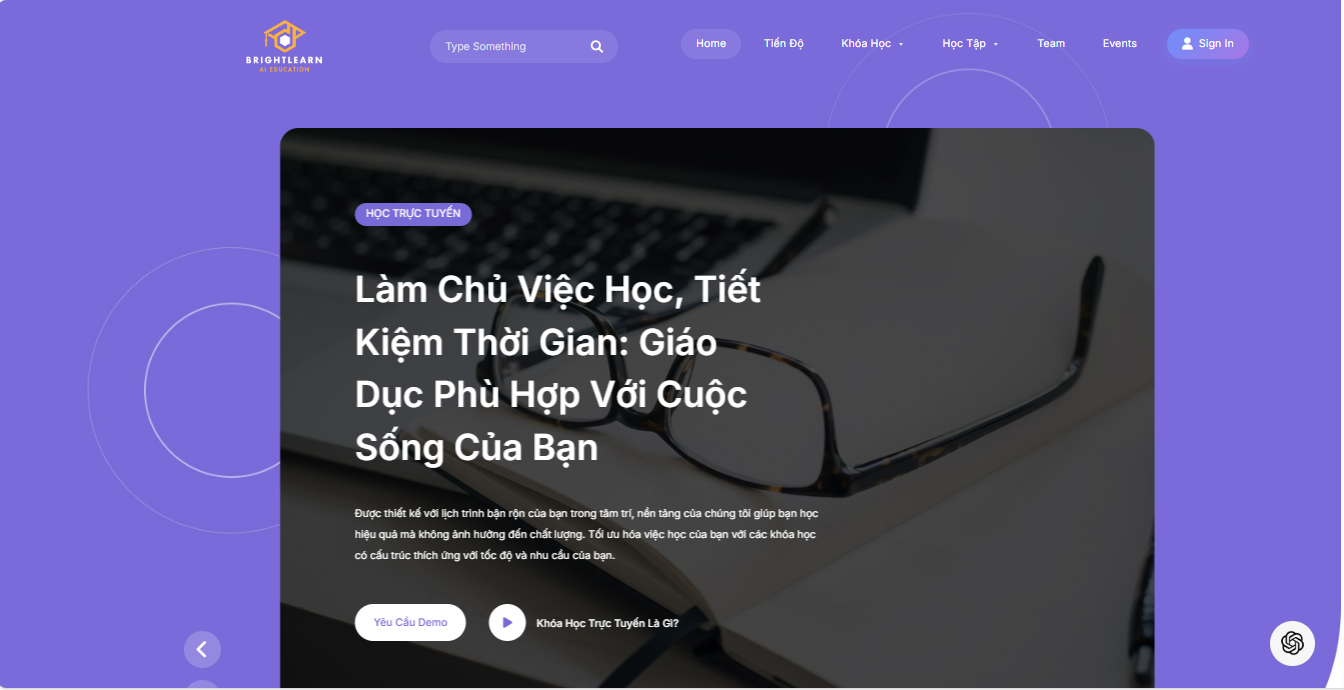 BRIGHTLEARN
AI EDUCATION
Type Something
Home
Tiến Độ
Khóa Học
Học Tập
Team
Events
Sign In
HỌC TRỰC TUYẾN
Làm Chủ Việc Học, Tiết
Kiệm Thời Gian: Giáo
Dục Phù Hợp Với Cuộc
Sống Của Bạn
Được thiết kế với lịch trình bận rộn của bạn trong tâm trí, nền tảng của chúng tôi giúp bạn học
hiệu quả mà không ảnh hưởng đến chất lượng. Tối ưu hóa việc học của bạn với các khóa học
có cấu trúc thích ứng với tốc độ và nhu cầu của bạn.
Yêu Cầu Demo
Khóa Học Trực Tuyến Là Gì?